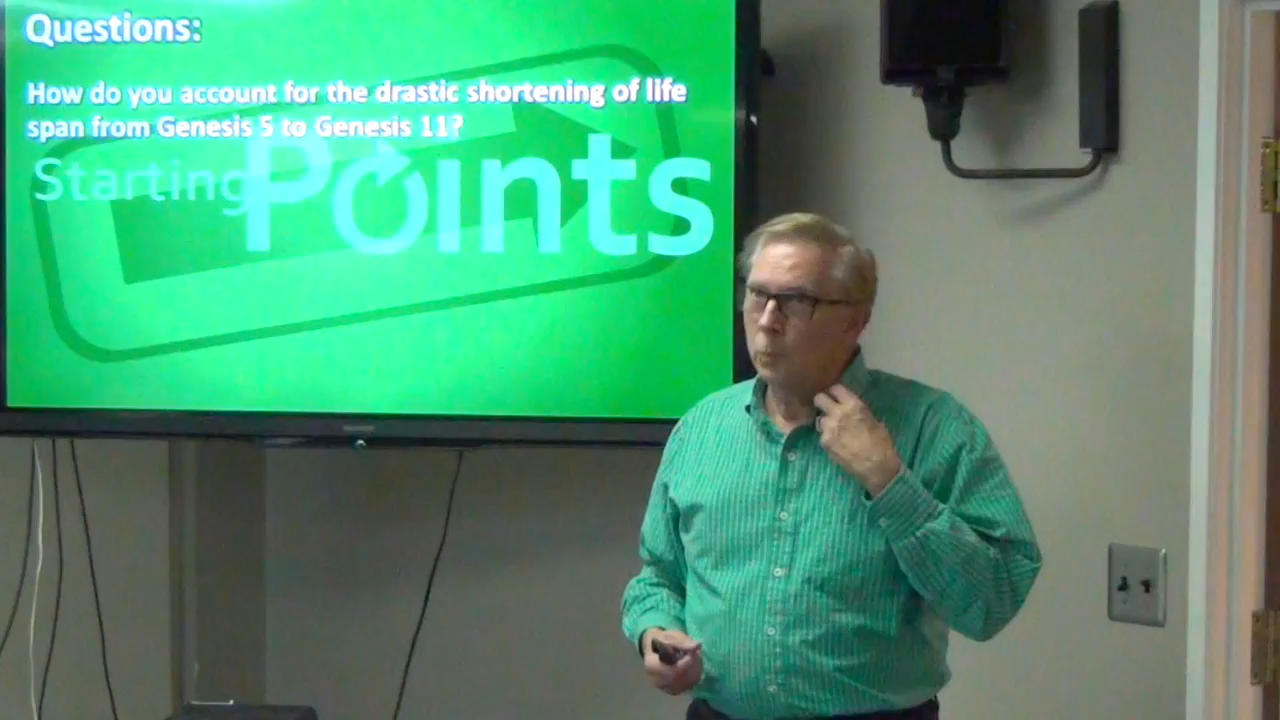 Questions:
How do you account for the drastic shortening of life
span from Genesis 5 to Genesis 11?
Starting Points